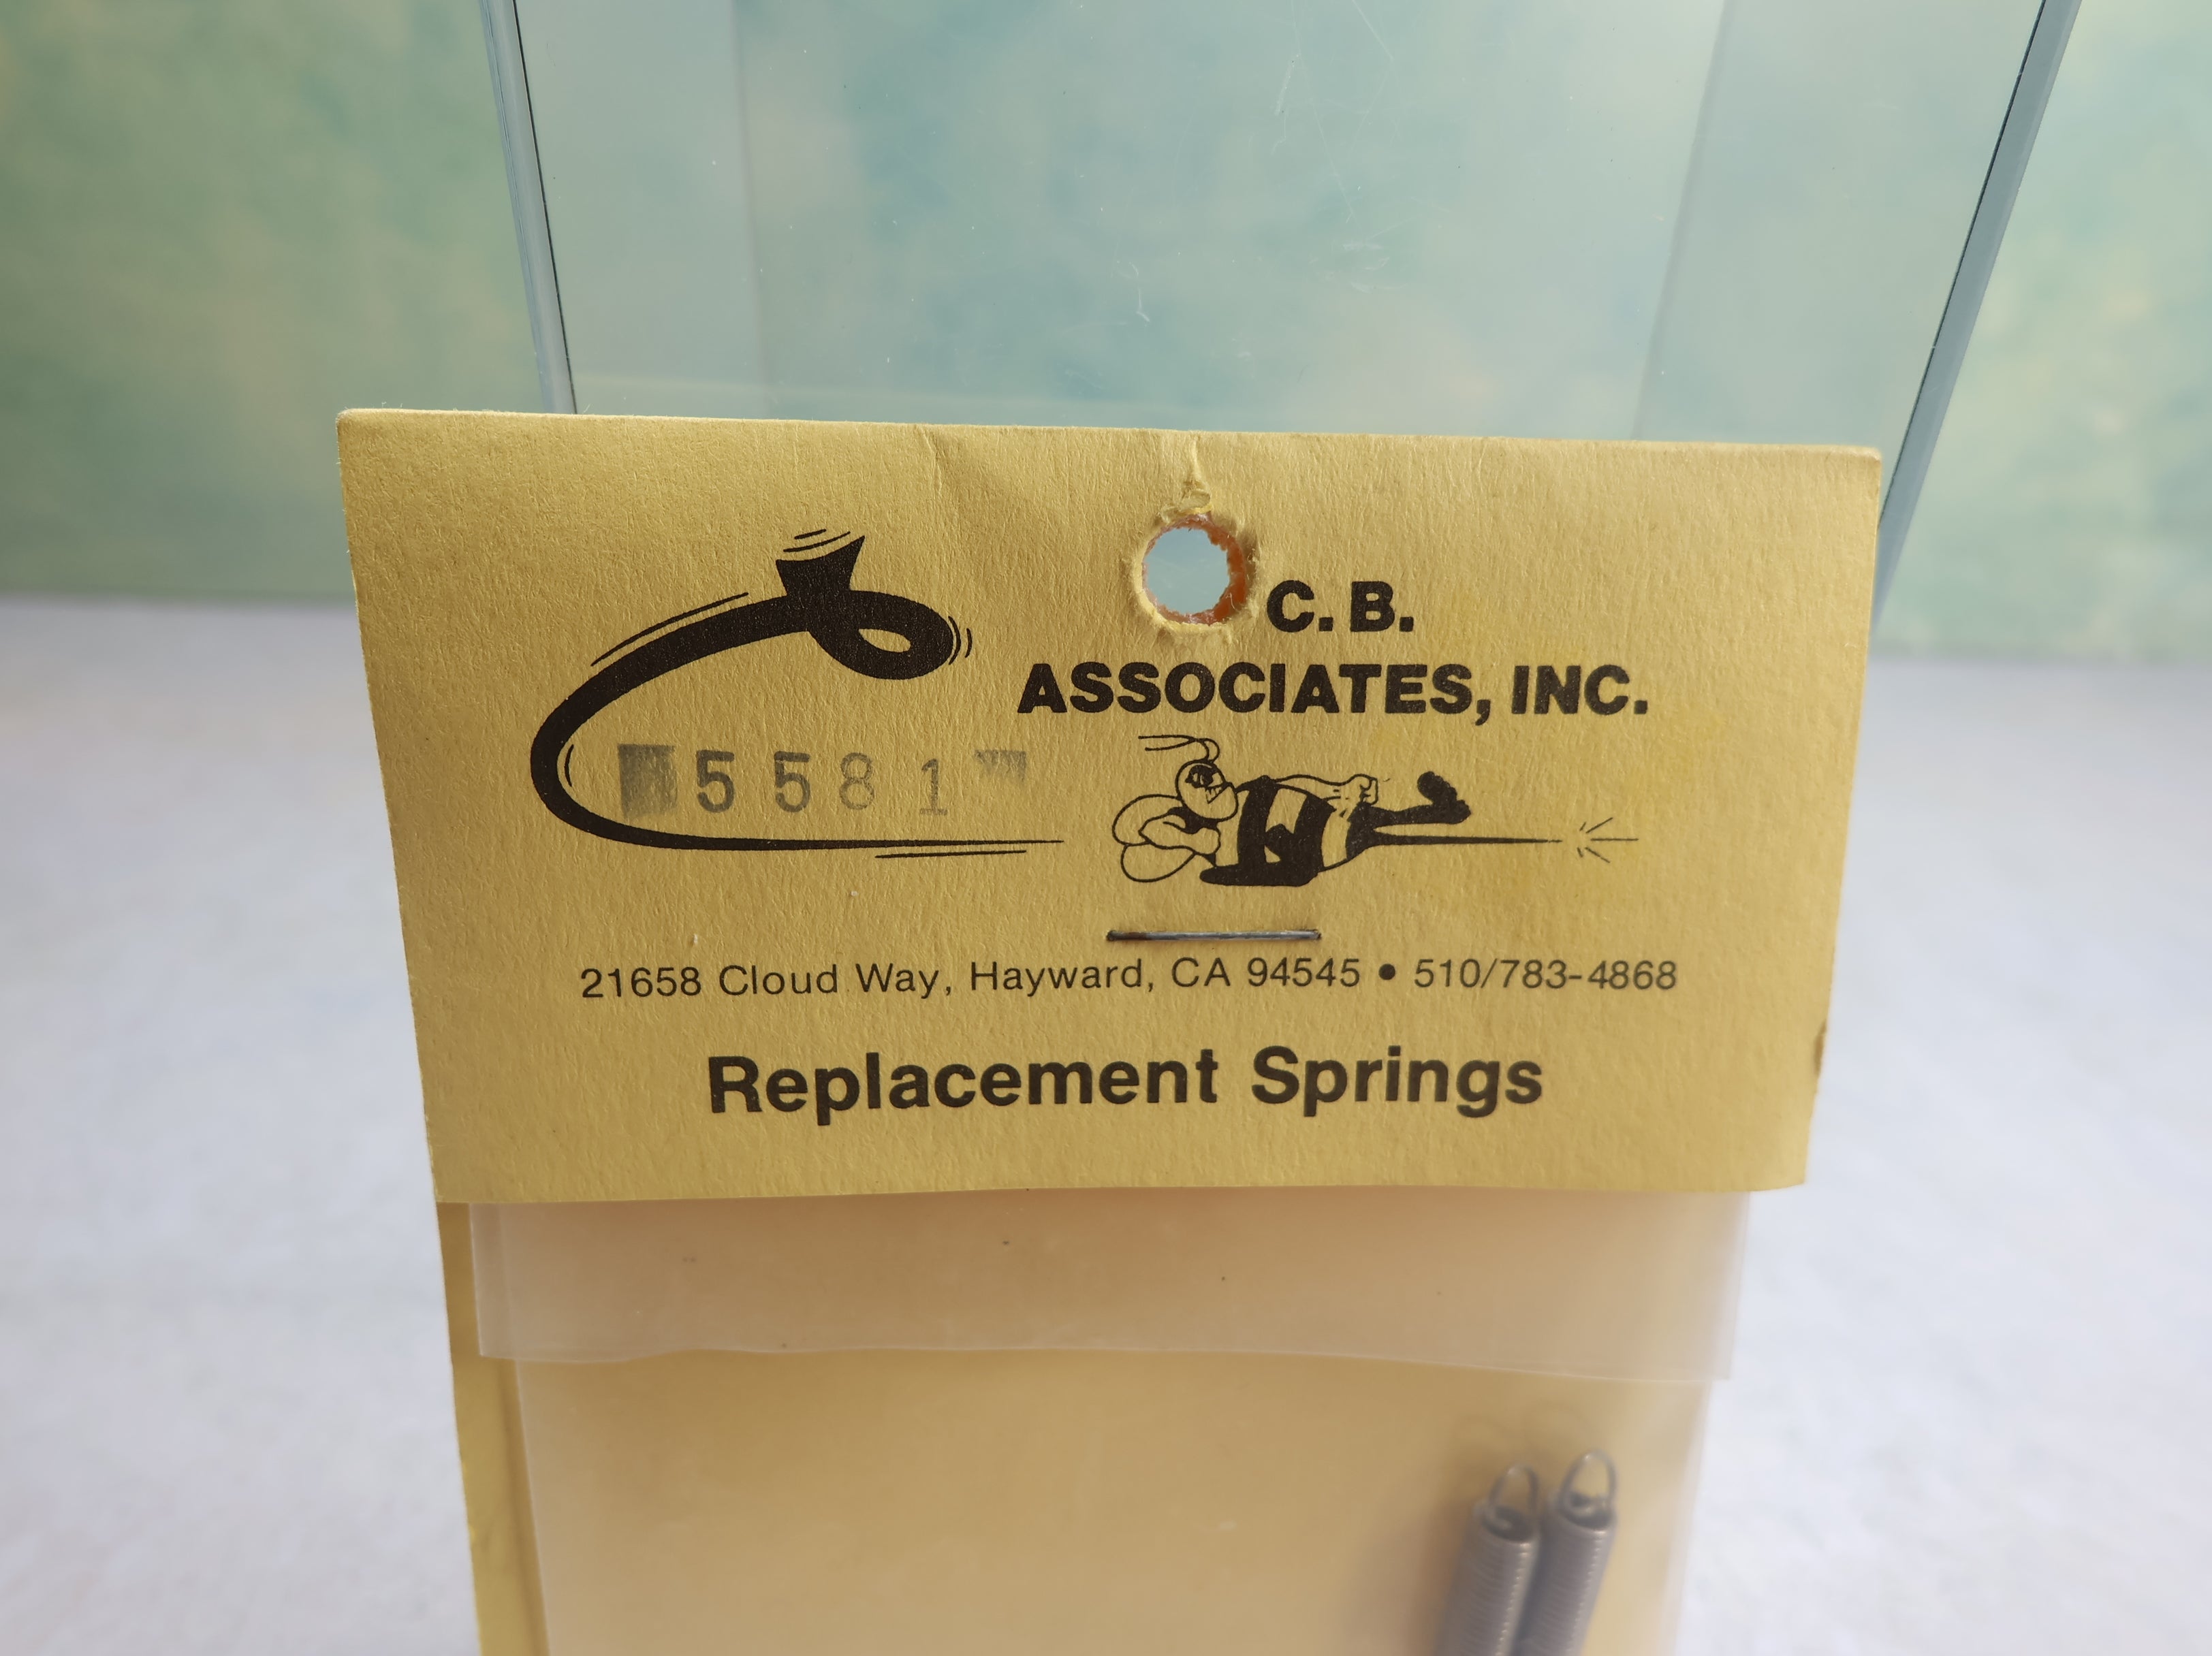 C. B.
ASSOCIATES, INC.
5581
21658 Cloud Way, Hayward, CA 94545 • 510/783-4868
Replacement Springs